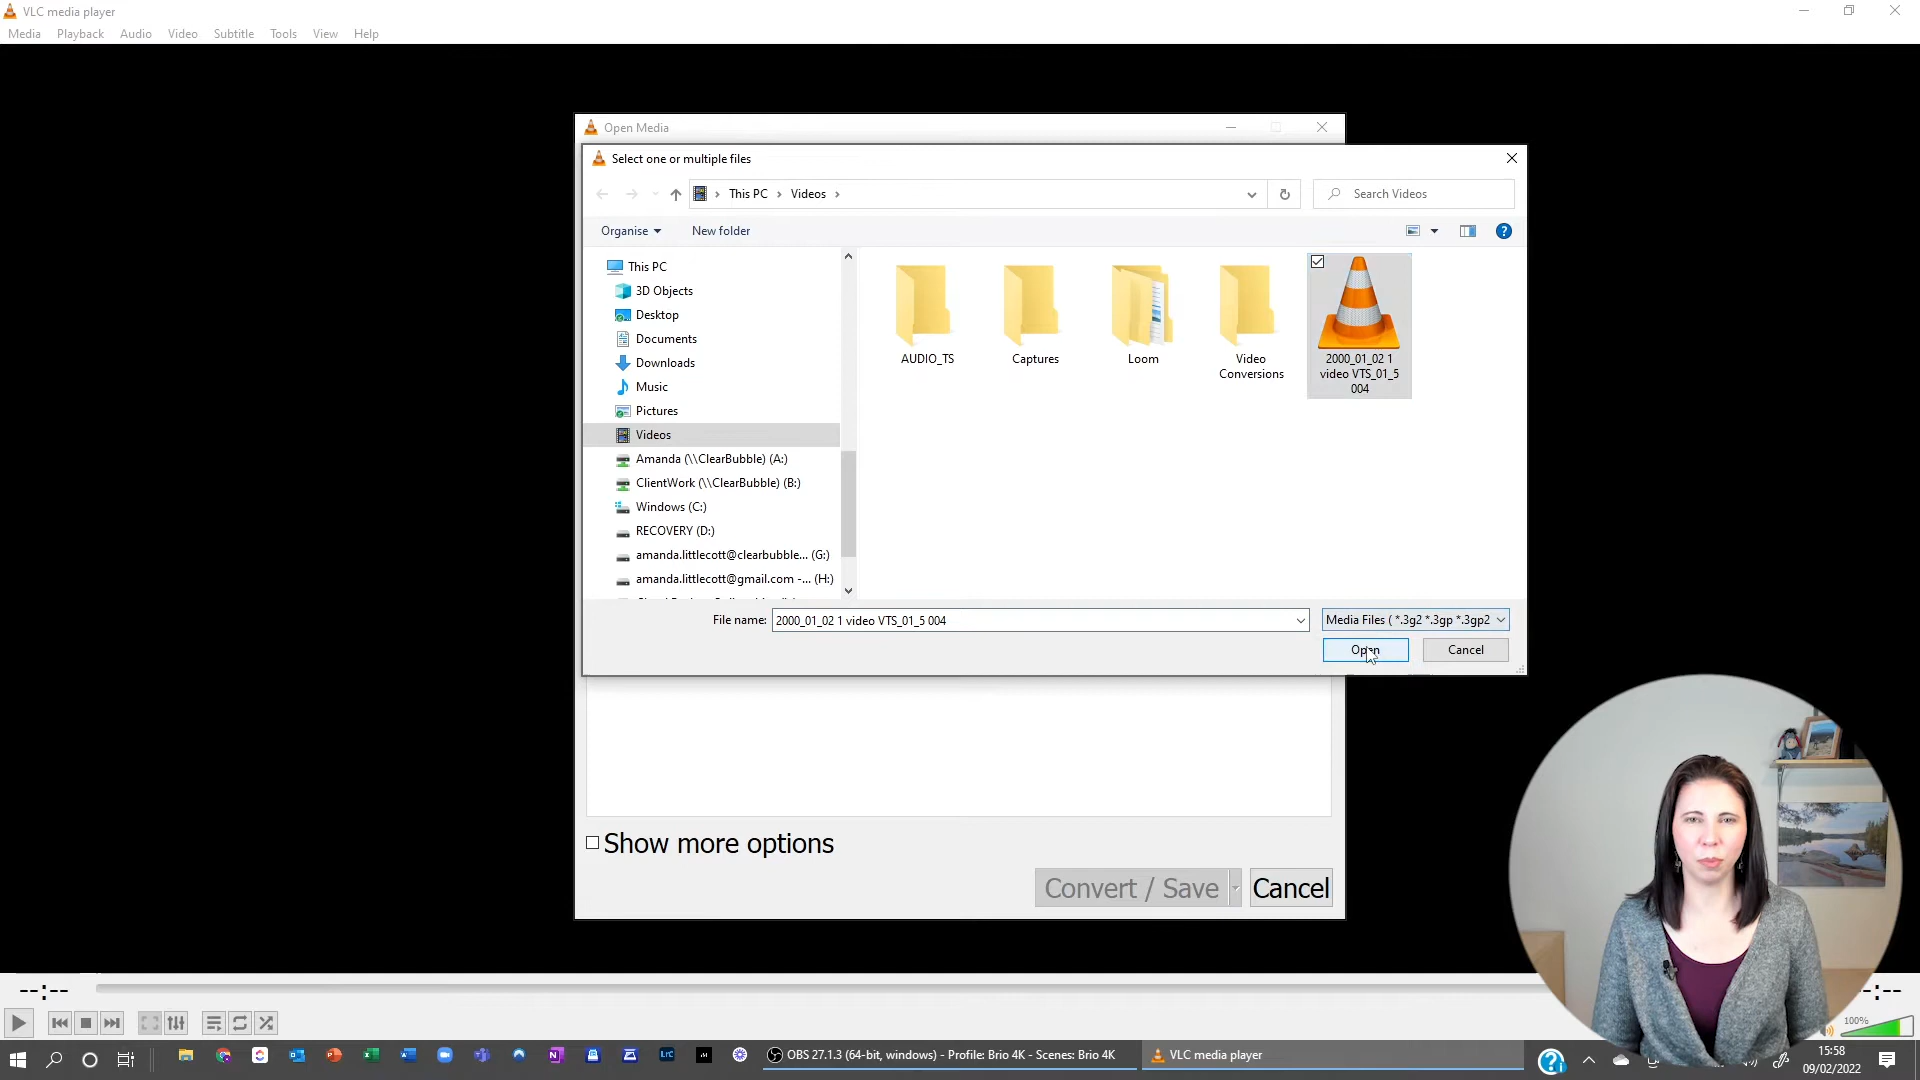 VLC media player
Media Playback Audio Video Subtitle Tools View Help
Open Media
Select one or multiple files
This PC > Videos >
Search Videos
Organise
New folder
This PC
3D Objects
Desktop
Documents
Downloads
Music
Pictures
Videos
Amanda (\\ClearBubble) (A:)
ClientWork (\\ClearBubble) (B:)
Windows (C:)
RECOVERY (D:)
amanda.littlecott@clearbubble... (G:)
amanda.littlecott@gmail.com -... (H:)
AUDIO_TS
Captures
Loom
Video
Conversions
2000_01_02 1
video VTS_01_5
004
File name: 2000_01_02 1 video VTS_01_5 004
Media Files ( *.3g2 *.3gp *.3gp2
Open
Cancel
Show more options
Convert / Save
Cancel
--:--
100%
OBS 27.1.3 (64-bit, windows) - Profile: Brio 4K - Scenes: Brio 4K
VLC media player
15:58
09/02/2022